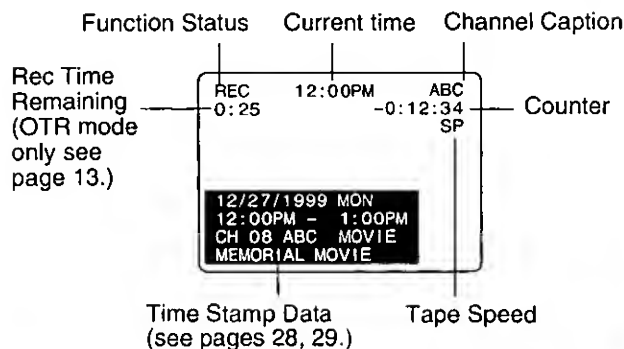 Function Status Current time Channel Caption
Rec Time
Remaining
(OTR mode
only see
page 13.)
REC 12:00PM ABC
0:25 -0:12:34
SP
Counter
12/27/1999 MON
12:00PM - 1:00PM
CH 08 ABC MOVIE
MEMORIAL MOVIE
Time Stamp Data
(see pages 28, 29.)
Tape Speed